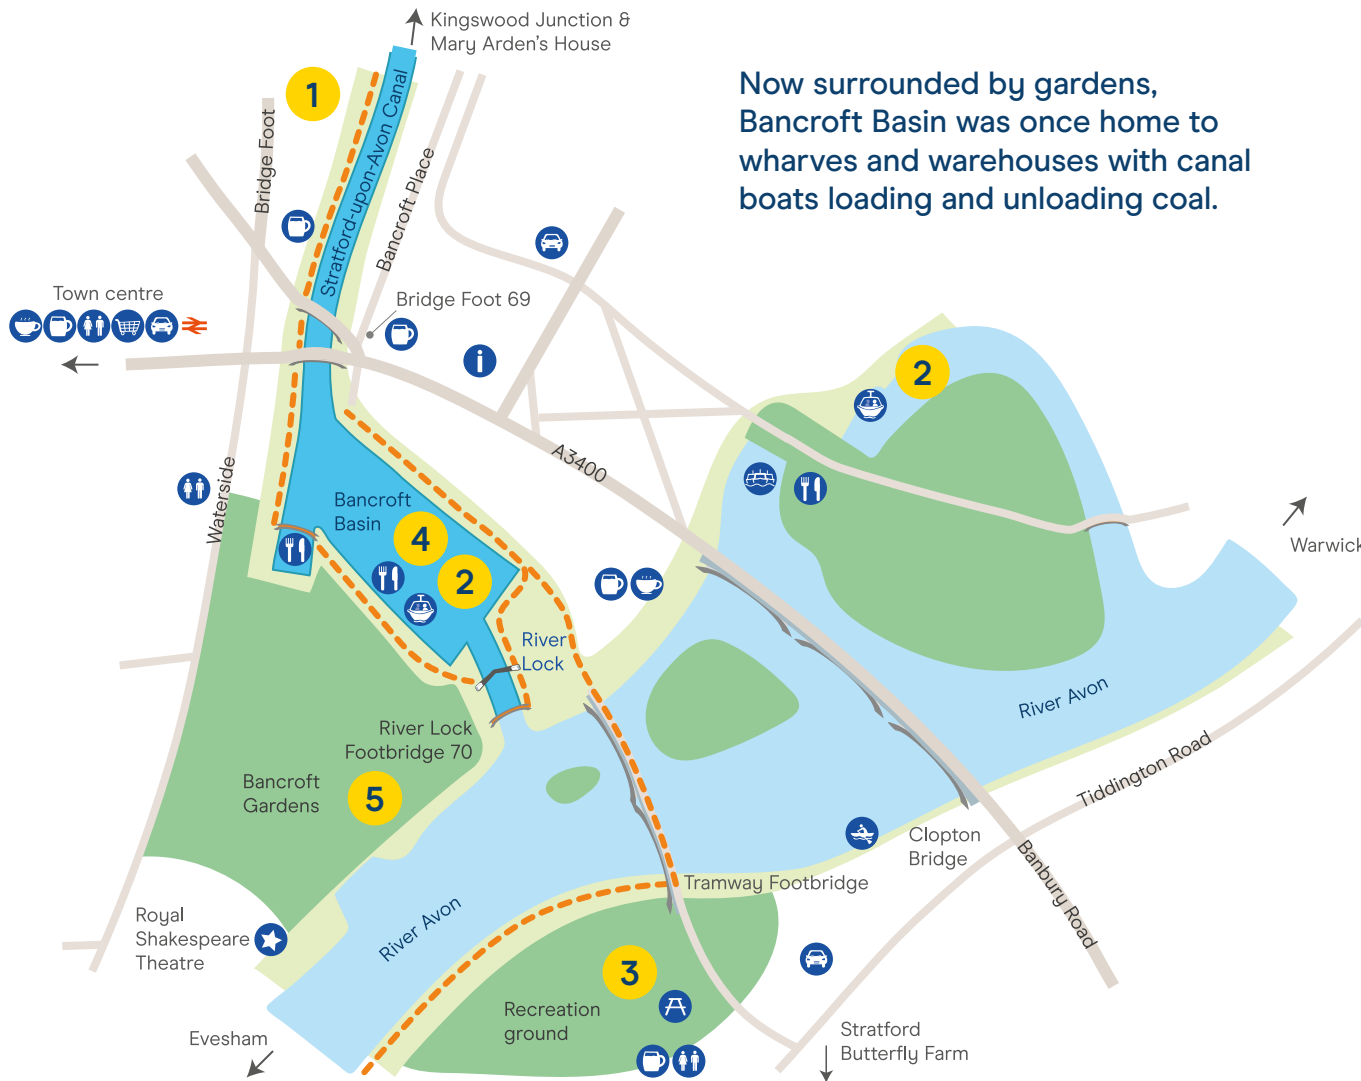 Kingswood Junction &
Mary Arden's House
Now surrounded by gardens,
Bancroft Basin was once home to
wharves and warehouses with canal
boats loading and unloading coal.
1
Bridge Foot
Stratford-upon-Avon Canal
Bancroft Place
Town centre
Bridge Foot 69
i
2
A3400
Waterside
Bancroft
Basin
4
2
Warwick
River
Lock
River Avon
River Lock
Footbridge 70
Tiddington Road
Bancroft
Gardens
5
Clopton
Bridge
Banbury Road
Tramway Footbridge
Royal
Shakespeare
Theatre
River Avon
3
Recreation
ground
Evesham
Stratford
Butterfly Farm